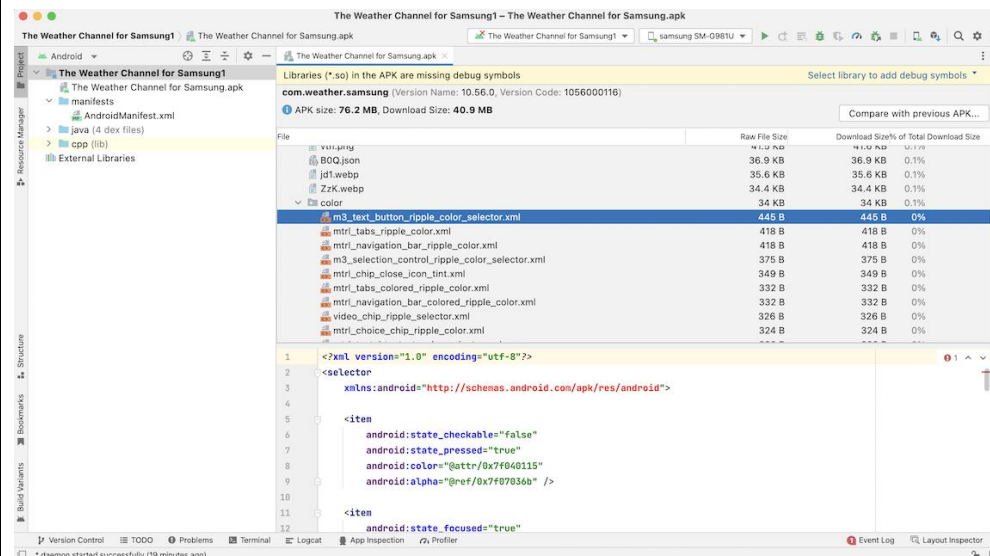 The Weather Channel for Samsung1 – The Weather Channel for Samsung.apk
The Weather Channel for Samsung1 The Weather Channel for Samsung.apk The Weather Channel for Samsung1 samsung SM-G981U
Project Android The Weather Channel for Samsung.apk
The Weather Channel for Samsung1
The Weather Channel for Samsung.apk
manifests
AndroidManifest.xml
java (4 dex files)
cpp (lib)
External Libraries
Resource Manager
Structure
Bookmarks
Build Variants
Libraries (*.so) in the APK are missing debug symbols Select library to add debug symbols
com.weather.samsung (Version Name: 10.56.0, Version Code: 1056000116)
APK size: 76.2 MB, Download Size: 40.9 MB Compare with previous APK...
File Raw File Size Download Size % of Total Download Size
B0Q.json 36.9 KB 36.9 KB 0.1%
jd1.webp 35.6 KB 35.6 KB 0.1%
ZzK.webp 34.4 KB 34.4 KB 0.1%
color 34 KB 34 KB 0.1%
m3_text_button_ripple_color_selector.xml 445 B 445 B 0%
mtrl_tabs_ripple_color.xml 418 B 418 B 0%
mtrl_navigation_bar_ripple_color.xml 418 B 418 B 0%
m3_selection_control_ripple_color_selector.xml 375 B 375 B 0%
mtrl_chip_close_icon_tint.xml 349 B 349 B 0%
mtrl_tabs_colored_ripple_color.xml 332 B 332 B 0%
mtrl_navigation_bar_colored_ripple_color.xml 332 B 332 B 0%
video_chip_ripple_selector.xml 326 B 326 B 0%
mtrl_choice_chip_ripple_color.xml 324 B 324 B 0%
1 <?xml version="1.0" encoding="utf-8"?> 1
2 <selector
3 xmlns:android="http://schemas.android.com/apk/res/android">
4
5 <item
6 android:state_checkable="false"
7 android:state_pressed="true"
8 android:color="@attr/0x7f040115"
9 android:alpha="@ref/0x7f07036b" />
10
11 <item
12 android:state_focused="true"
Version Control TODO Problems Terminal Logcat App Inspection Profiler Event Log Layout Inspector
* daemon started successfully (19 minutes ago)